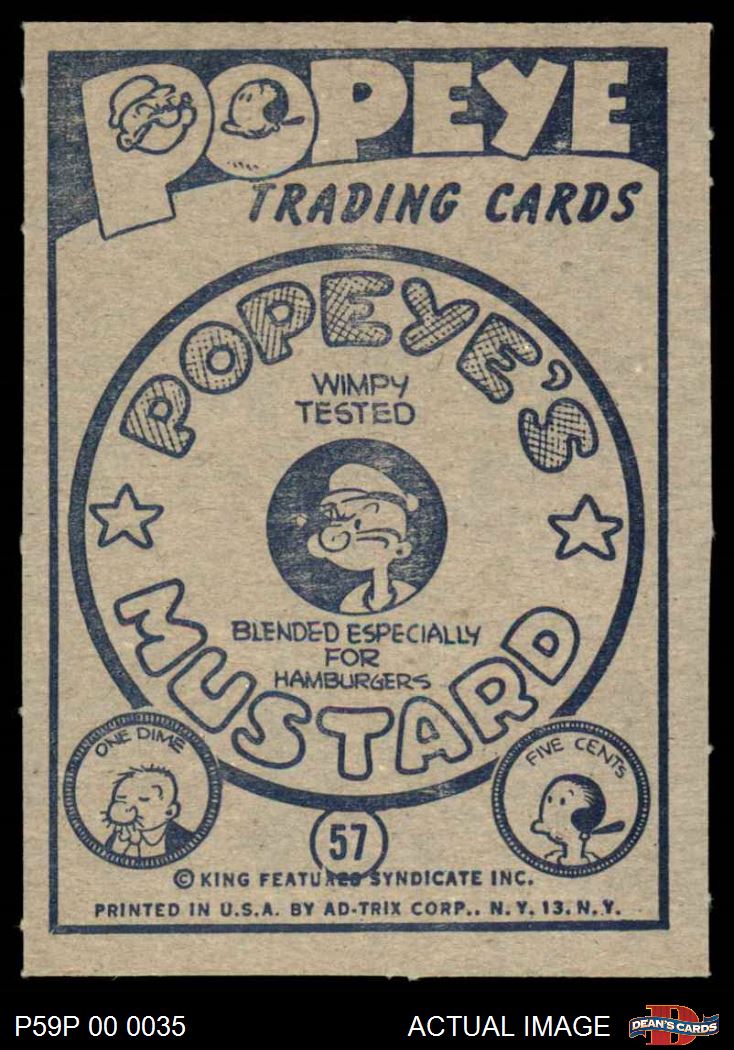 POPEYE
TRADING CARDS
POPEYE'S
WIMPY
TESTED
BLENDED ESPECIALLY
FOR
HAMBURGERS
MUSTARD
ONE DIME
FIVE CENTS
57
© KING FEATURES SYNDICATE INC.
PRINTED IN U.S.A. BY AD-TRIX CORP., N.Y. 13, N.Y.
P59P 00 0035
ACTUAL IMAGE
D
DEAN'S CARDS